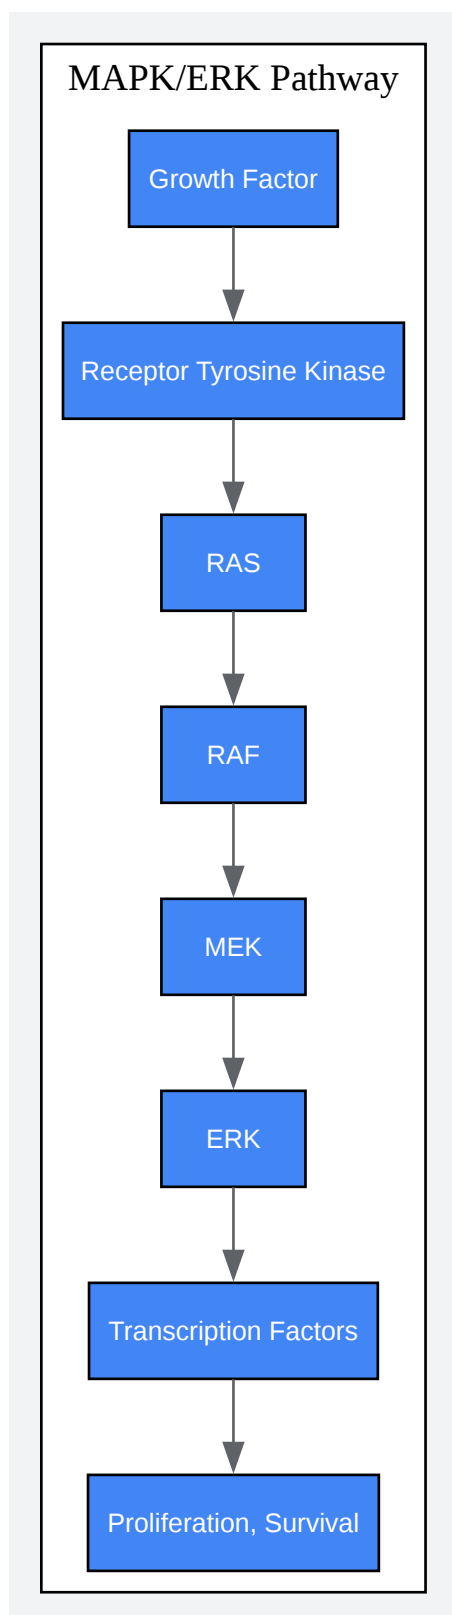 MAPK/ERK Pathway
Growth Factor
Receptor Tyrosine Kinase
RAS
RAF
MEK
ERK
Transcription Factors
Proliferation, Survival